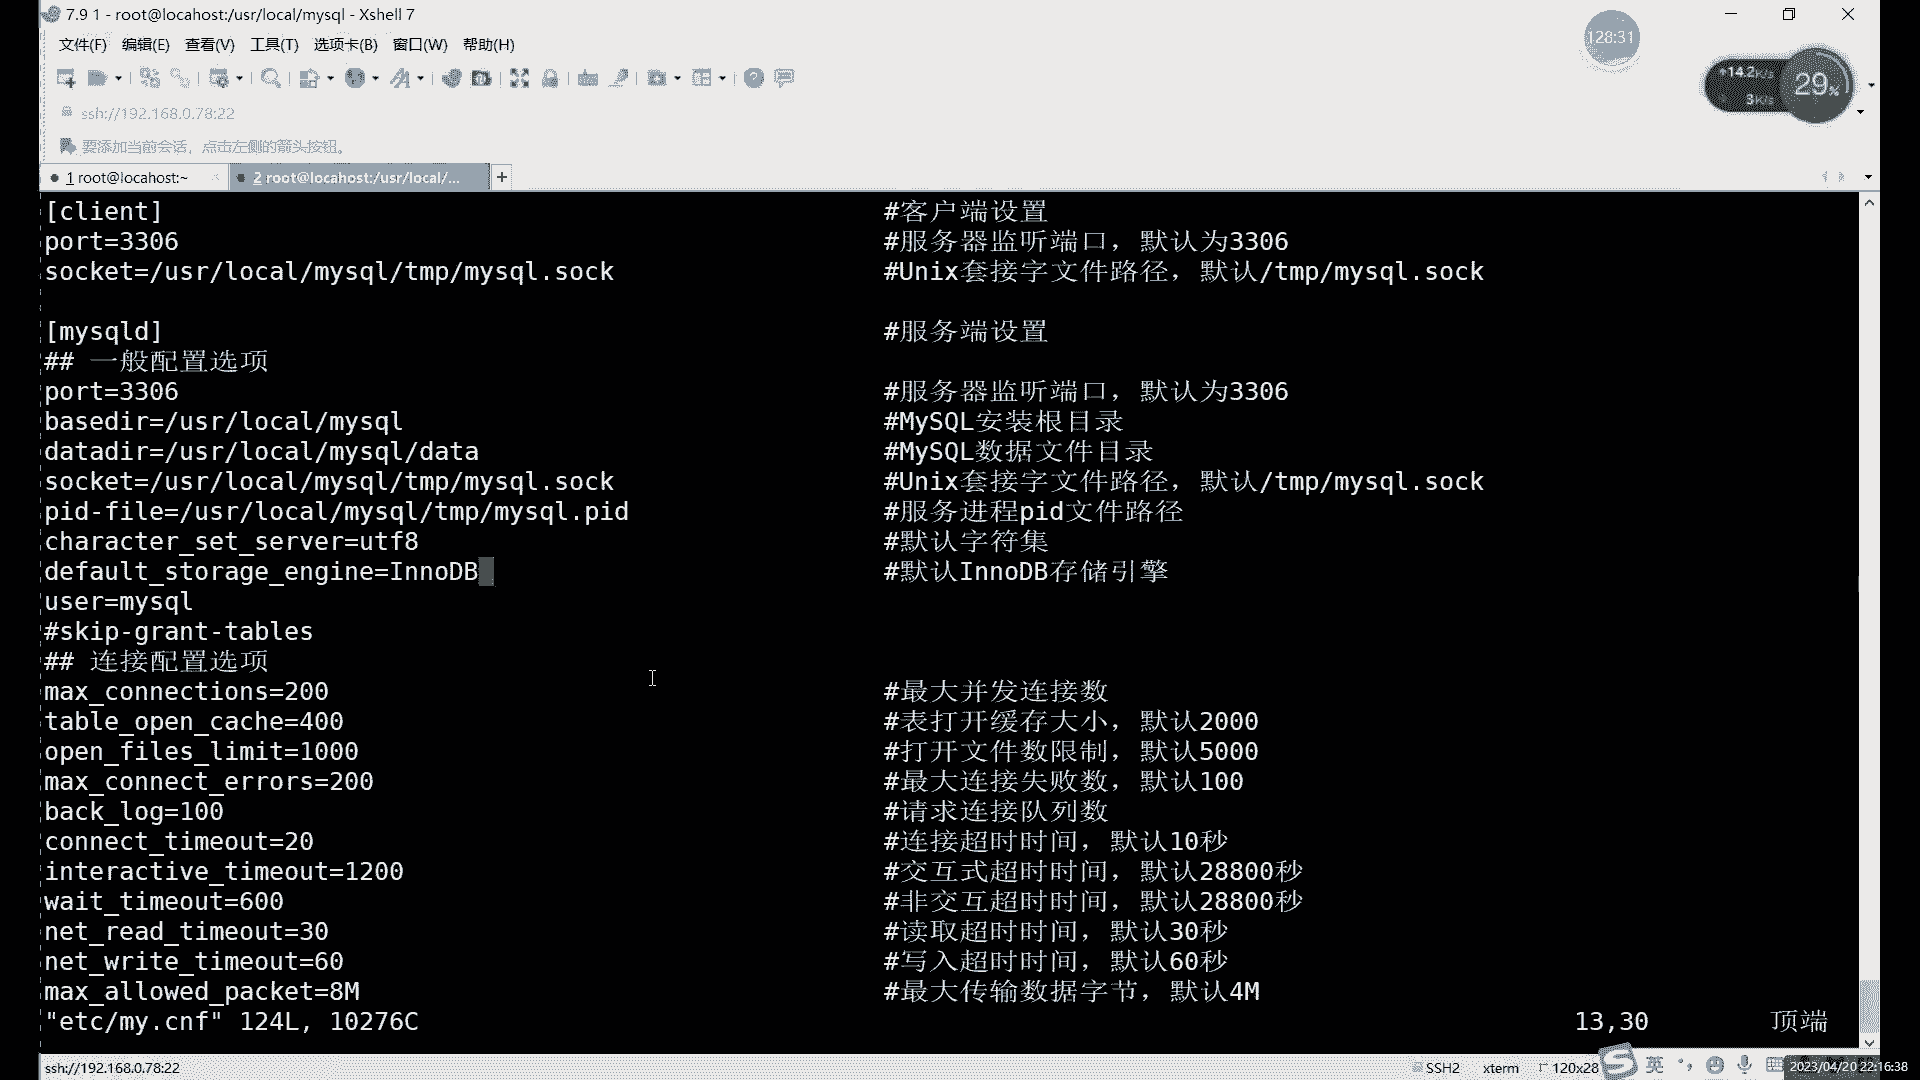 7.9 1 - root@locahost:/usr/local/mysql - Xshell 7
128:31
文件(F) 编辑(E) 查看(V) 工具(T) 选项卡(B) 窗口(W) 帮助(H)
+14.2K/s
3K/s
29%
ssh://192.168.0.78:22
要添加当前会话，点击左侧的箭头按钮。
1 root@locahost:~
2 root@locahost:/usr/local/...
[client] #客户端设置
port=3306 #服务器监听端口，默认为3306
socket=/usr/local/mysql/tmp/mysql.sock #Unix套接字文件路径，默认/tmp/mysql.sock
[mysqld] #服务端设置
## 一般配置选项
port=3306 #服务器监听端口，默认为3306
basedir=/usr/local/mysql #MySQL安装根目录
datadir=/usr/local/mysql/data #MySQL数据文件目录
socket=/usr/local/mysql/tmp/mysql.sock #Unix套接字文件路径，默认/tmp/mysql.sock
pid-file=/usr/local/mysql/tmp/mysql.pid #服务进程pid文件路径
character_set_server=utf8 #默认字符集
default_storage_engine=InnoDB #默认InnoDB存储引擎
user=mysql
#skip-grant-tables
## 连接配置选项
max_connections=200 #最大并发连接数
table_open_cache=400 #表打开缓存大小，默认2000
open_files_limit=1000 #打开文件数限制，默认5000
max_connect_errors=200 #最大连接失败数，默认100
back_log=100 #请求连接队列数
connect_timeout=20 #连接超时时间，默认10秒
interactive_timeout=1200 #交互式超时时间，默认28800秒
wait_timeout=600 #非交互超时时间，默认28800秒
net_read_timeout=30 #读取超时时间，默认30秒
net_write_timeout=60 #写入超时时间，默认60秒
max_allowed_packet=8M #最大传输数据字节，默认4M
"etc/my.cnf" 124L, 10276C 13,30 顶端
ssh://192.168.0.78:22 SSH2 xterm 120x28 英 2023/04/20 22:16:38